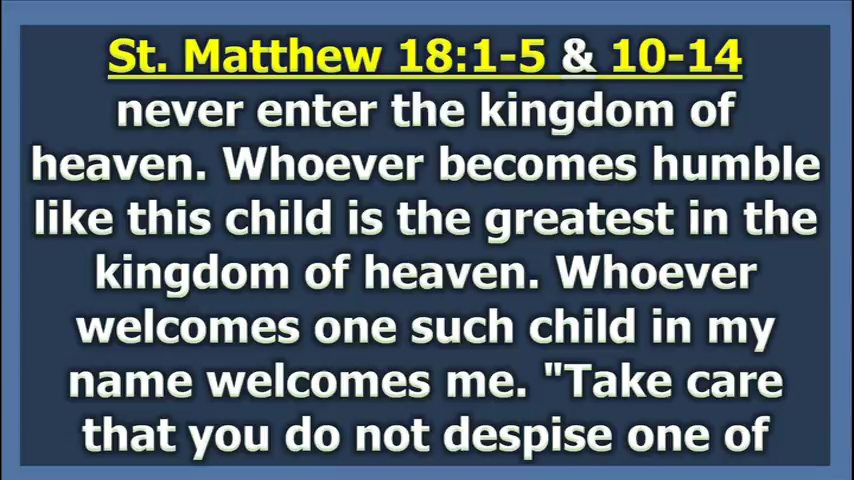 St. Matthew 18:1-5 & 10-14
never enter the kingdom of
heaven. Whoever becomes humble
like this child is the greatest in the
kingdom of heaven. Whoever
welcomes one such child in my
name welcomes me. "Take care
that you do not despise one of